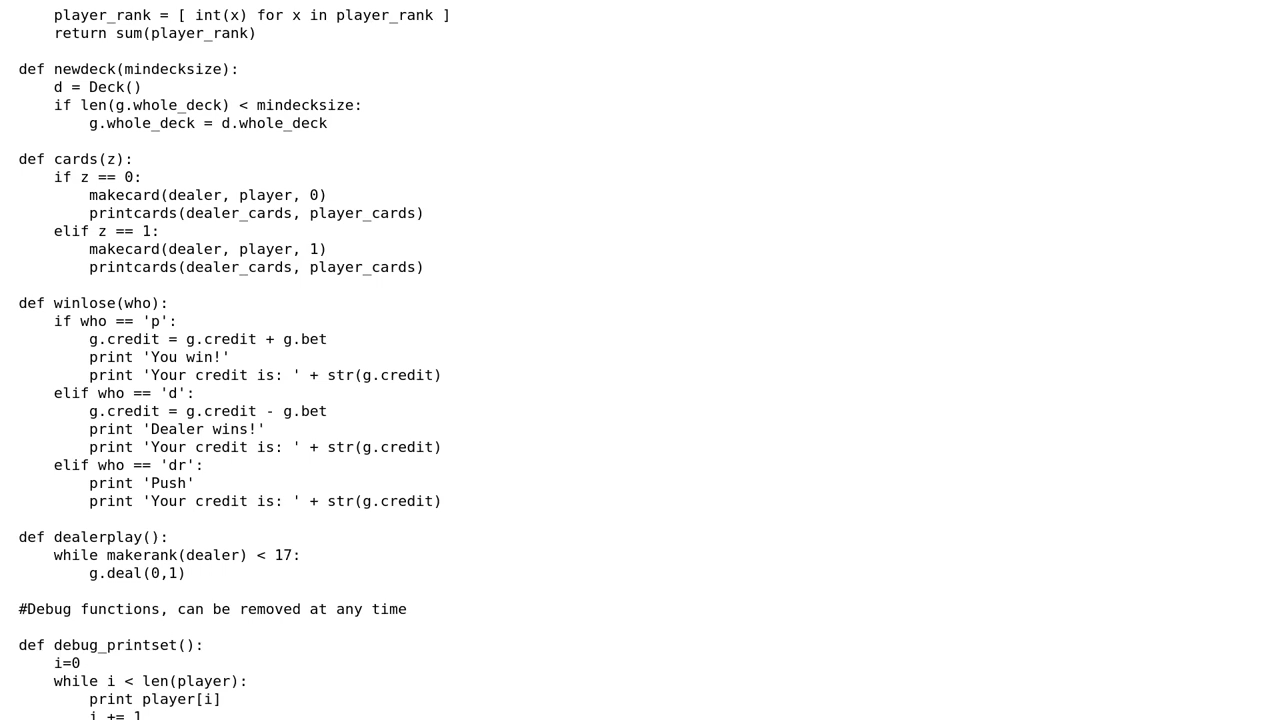 player_rank = [ int(x) for x in player_rank ]
    return sum(player_rank)

def newdeck(mindecksize):
    d = Deck()
    if len(g.whole_deck) < mindecksize:
        g.whole_deck = d.whole_deck

def cards(z):
    if z == 0:
        makecard(dealer, player, 0)
        printcards(dealer_cards, player_cards)
    elif z == 1:
        makecard(dealer, player, 1)
        printcards(dealer_cards, player_cards)

def winlose(who):
    if who == 'p':
        g.credit = g.credit + g.bet
        print 'You win!'
        print 'Your credit is: ' + str(g.credit)
    elif who == 'd':
        g.credit = g.credit - g.bet
        print 'Dealer wins!'
        print 'Your credit is: ' + str(g.credit)
    elif who == 'dr':
        print 'Push'
        print 'Your credit is: ' + str(g.credit)

def dealerplay():
    while makerank(dealer) < 17:
        g.deal(0,1)

#Debug functions, can be removed at any time

def debug_printset():
    i=0
    while i < len(player):
        print player[i]
        i += 1